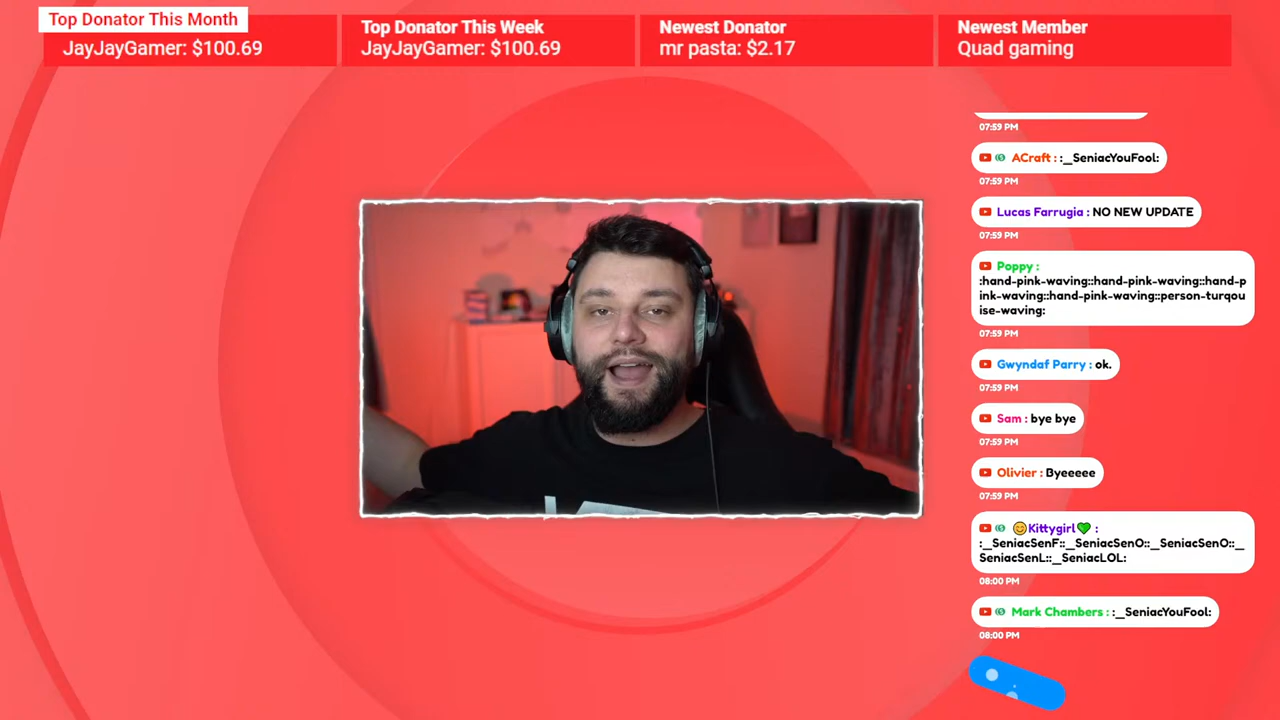 Top Donator This Month
JayJayGamer: $100.69
Top Donator This Week
JayJayGamer: $100.69
Newest Donator
mr pasta: $2.17
Newest Member
Quad gaming
07:59 PM
ACraft : :_SeniacYouFool:
07:59 PM
Lucas Farrugia : NO NEW UPDATE
07:59 PM
Poppy :
:hand-pink-waving::hand-pink-waving::hand-p
ink-waving::hand-pink-waving::person-turqou
ise-waving:
07:59 PM
Gwyndaf Parry : ok.
07:59 PM
Sam : bye bye
07:59 PM
Olivier : Byeeeee
07:59 PM
😊Kittygirl💚 :
:_SeniacSenF::_SeniacSenO::_SeniacSenO::_
SeniacSenL::_SeniacLOL:
08:00 PM
Mark Chambers : :_SeniacYouFool:
08:00 PM